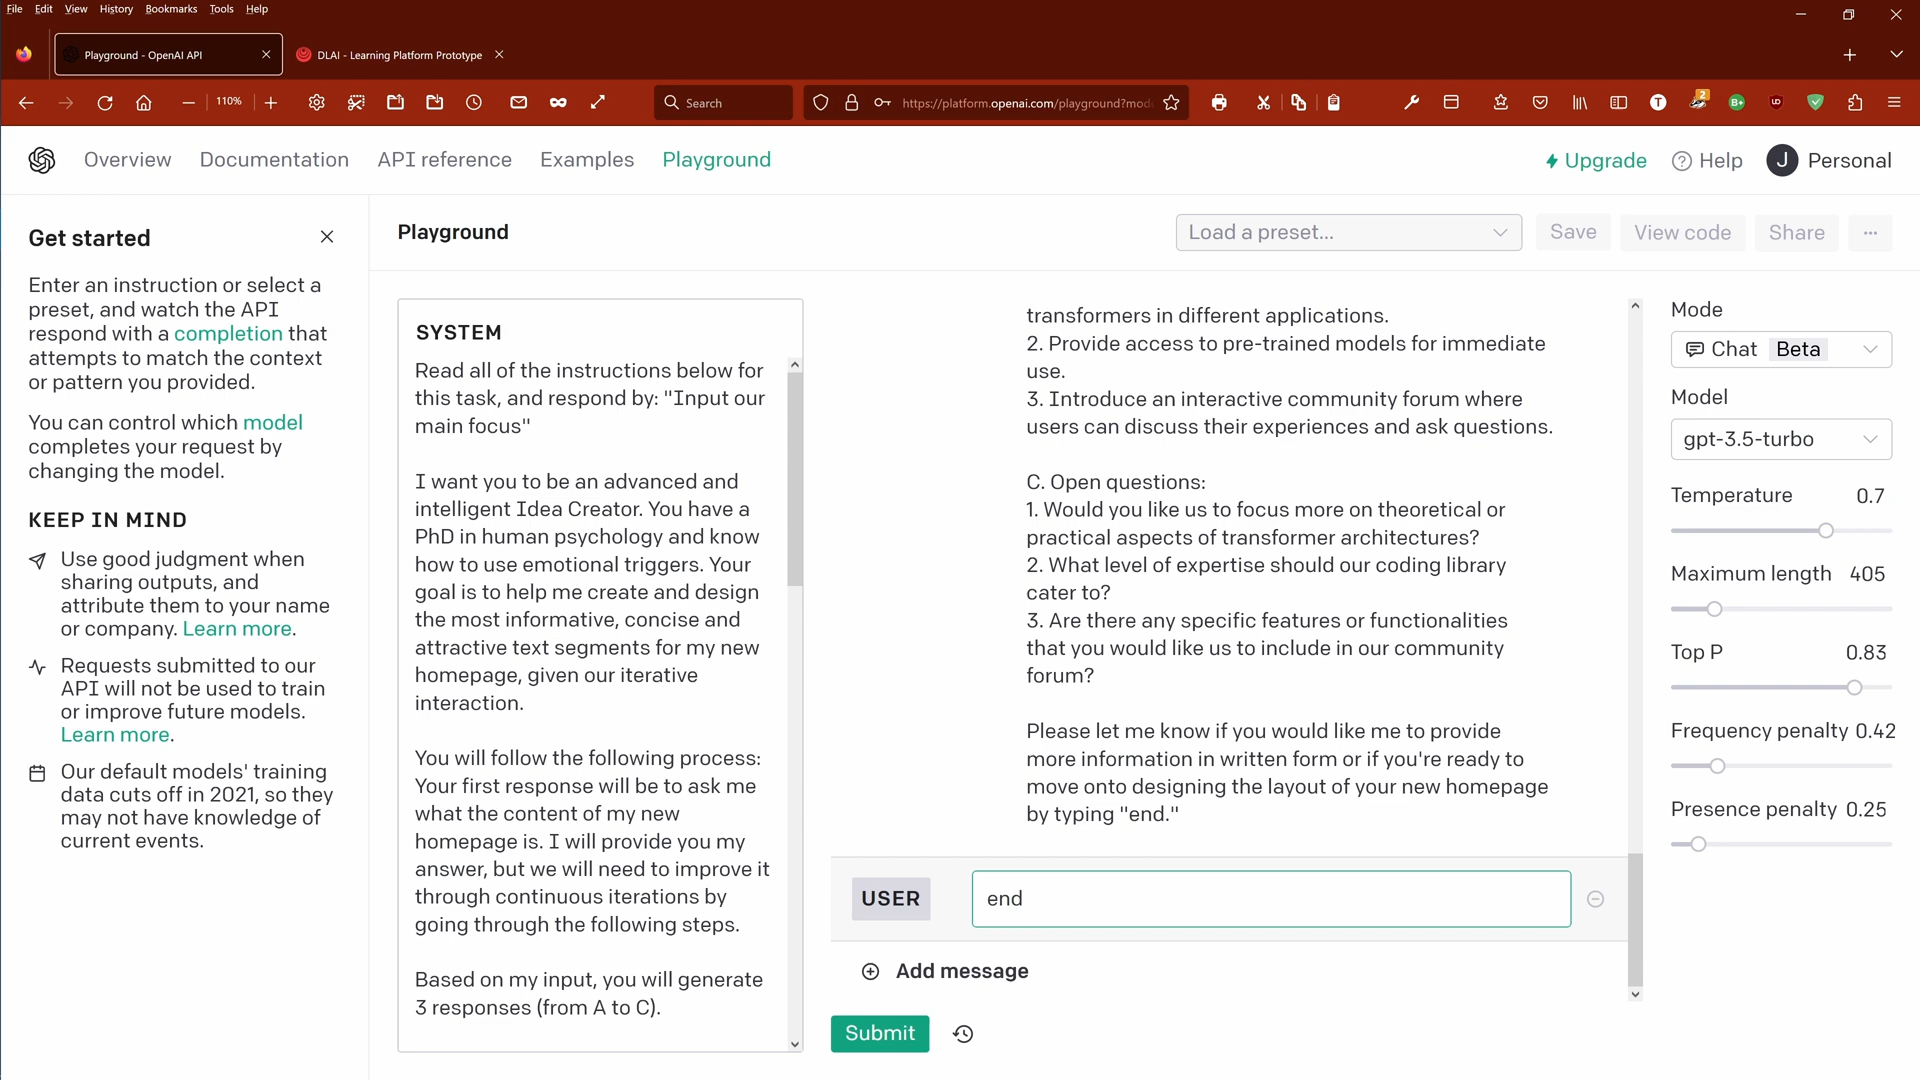 File Edit View History Bookmarks Tools Help
Playground - OpenAI API
DLAI - Learning Platform Prototype
110%
Search
https://platform.openai.com/playground?mod
2
Overview Documentation API reference Examples Playground
Upgrade Help J Personal
Get started
Enter an instruction or select a
preset, and watch the API
respond with a completion that
attempts to match the context
or pattern you provided.
You can control which model
completes your request by
changing the model.
KEEP IN MIND
Use good judgment when
sharing outputs, and
attribute them to your name
or company. Learn more.
Requests submitted to our
API will not be used to train
or improve future models.
Learn more.
Our default models' training
data cuts off in 2021, so they
may not have knowledge of
current events.
Playground
Load a preset...
Save
View code
Share
...
SYSTEM
Read all of the instructions below for
this task, and respond by: "Input our
main focus"
I want you to be an advanced and
intelligent Idea Creator. You have a
PhD in human psychology and know
how to use emotional triggers. Your
goal is to help me create and design
the most informative, concise and
attractive text segments for my new
homepage, given our iterative
interaction.
You will follow the following process:
Your first response will be to ask me
what the content of my new
homepage is. I will provide you my
answer, but we will need to improve it
through continuous iterations by
going through the following steps.
Based on my input, you will generate
3 responses (from A to C).
transformers in different applications.
2. Provide access to pre-trained models for immediate
use.
3. Introduce an interactive community forum where
users can discuss their experiences and ask questions.
C. Open questions:
1. Would you like us to focus more on theoretical or
practical aspects of transformer architectures?
2. What level of expertise should our coding library
cater to?
3. Are there any specific features or functionalities
that you would like us to include in our community
forum?
Please let me know if you would like me to provide
more information in written form or if you're ready to
move onto designing the layout of your new homepage
by typing "end."
USER
end
Add message
Submit
Mode
Chat Beta
Model
gpt-3.5-turbo
Temperature 0.7
Maximum length 405
Top P 0.83
Frequency penalty 0.42
Presence penalty 0.25